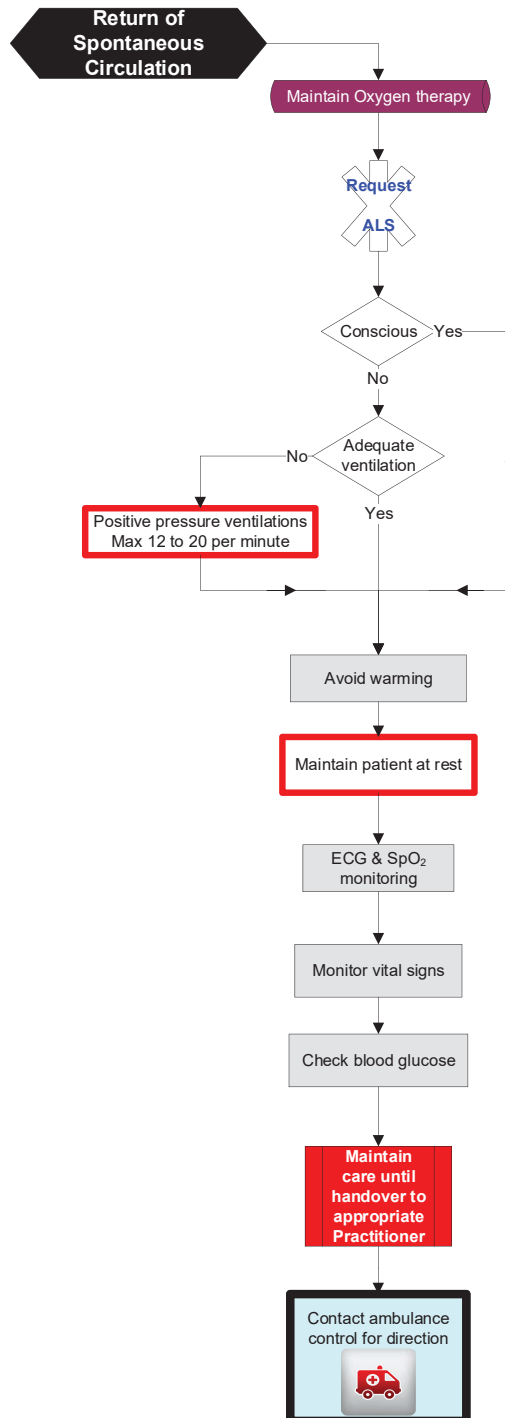 Return of
Spontaneous
Circulation
Maintain Oxygen therapy
Request
ALS
Conscious
Yes
No
Adequate
ventilation
No
Yes
Positive pressure ventilations
Max 12 to 20 per minute
Avoid warming
Maintain patient at rest
ECG & SpO₂
monitoring
Monitor vital signs
Check blood glucose
Maintain
care until
handover to
appropriate
Practitioner
Contact ambulance
control for direction